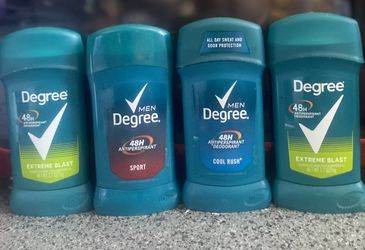 Degree
48H
ANTIPERSPIRANT
DEODORANT
EXTREME BLAST
MEN
Degree.
48H
ANTIPERSPIRANT
SPORT
ALL DAY SWEAT AND
ODOR PROTECTION
MEN
Degree.
48H
ANTIPERSPIRANT
DEODORANT
COOL RUSH
Degree
48H
ANTIPERSPIRANT
DEODORANT
EXTREME BLAST